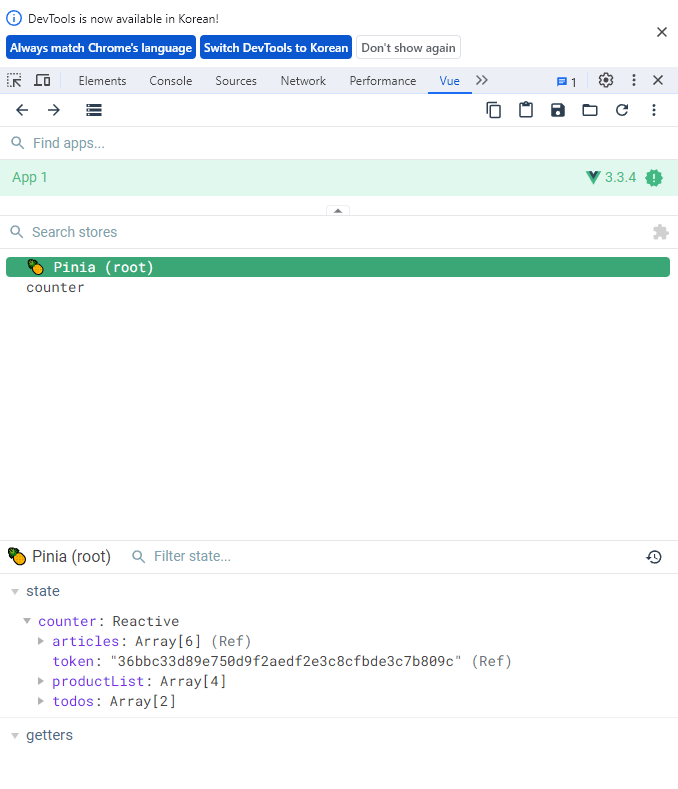 DevTools is now available in Korean!
Always match Chrome's language Switch DevTools to Korean Don't show again
Elements Console Sources Network Performance Vue 1
Find apps...
App 1 3.3.4
Search stores
Pinia (root)
counter
Pinia (root) Filter state...
state
counter: Reactive
articles: Array[6] (Ref)
token: "36bbc33d89e750d9f2aedf2e3c8cfbde3c7b809c" (Ref)
productList: Array[4]
todos: Array[2]
getters